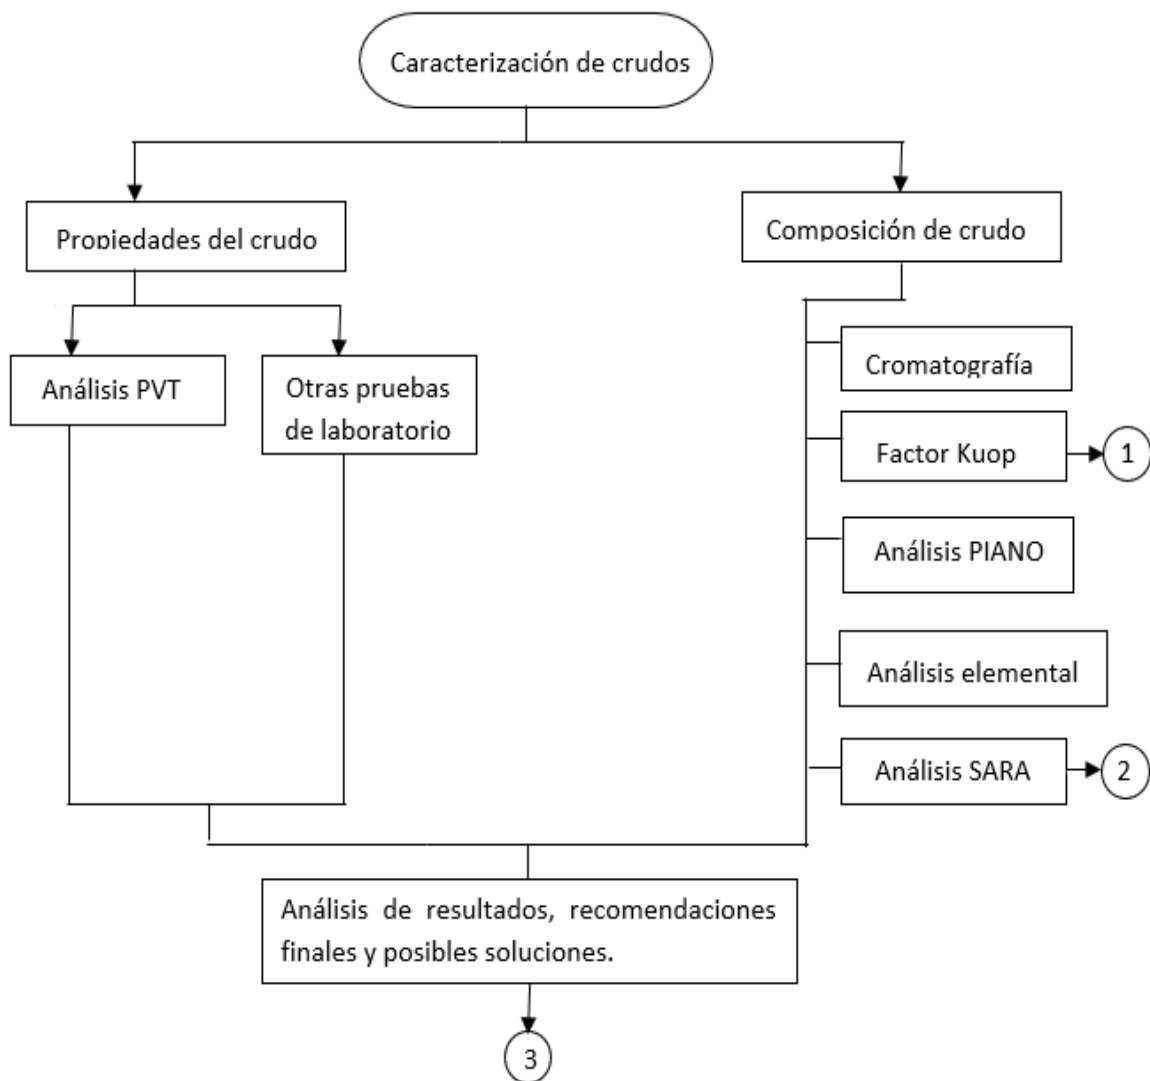 Caracterización de crudos
Propiedades del crudo
Composición de crudo
Análisis PVT
Otras pruebas
de laboratorio
Cromatografía
Factor Kuop
1
Análisis PIANO
Análisis elemental
Análisis SARA
2
Análisis de resultados, recomendaciones
finales y posibles soluciones.
3